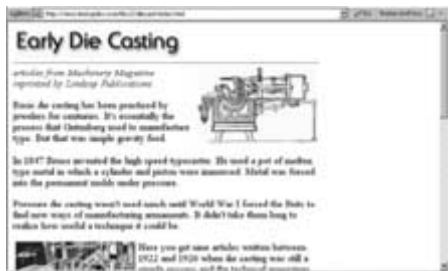 Early Die Casting
articles from Machinery Magazine
reprinted by Lindsay Publications
Basic die casting has been practiced by
jewelers for centuries. It's essentially the
process that Gutenberg used to manufacture
type. But that was simple gravity feed.
In 1847 Bruce invented the high speed typecaster. He used a pot of molten
type metal in which a cylinder and piston were immersed. Metal was forced
into the permanent molds under pressure.
Pressure die casting wasn't used much until World War I forced the Brits to
find new ways of manufacturing armaments. It didn't take them long to
realize how useful a technique it could be.
Here you get nine articles written between
1922 and 1930 when die casting was still a